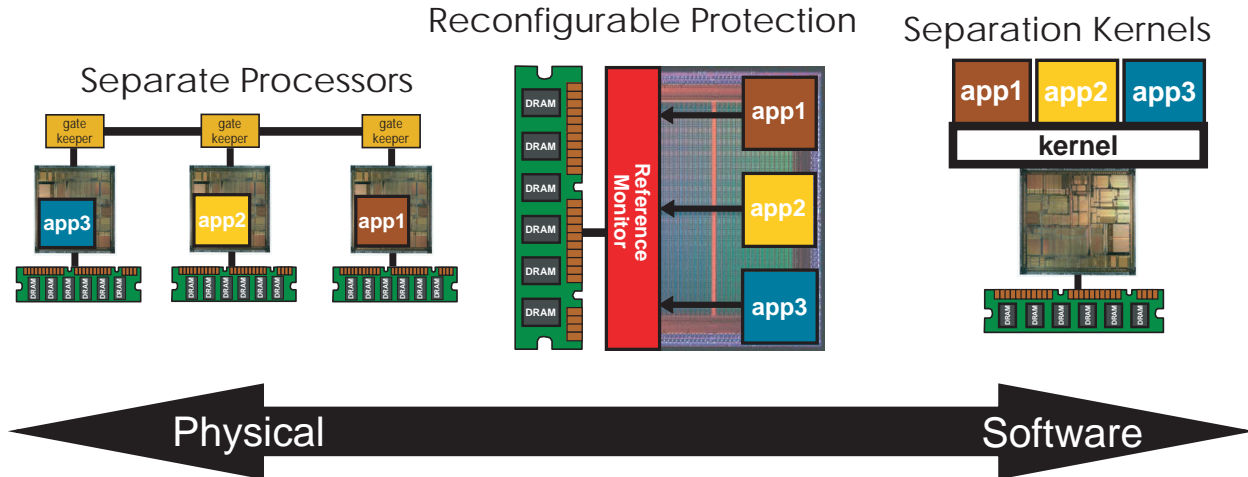 Reconfigurable Protection
Separation Kernels
Separate Processors
gate
keeper
gate
keeper
gate
keeper
app3
app2
app1
DRAM DRAM DRAM DRAM DRAM DRAM
DRAM DRAM DRAM DRAM DRAM DRAM
DRAM DRAM DRAM DRAM DRAM DRAM
DRAM
DRAM
DRAM
DRAM
DRAM
DRAM
Reference
Monitor
app1
app2
app3
app1 app2 app3
kernel
DRAM DRAM DRAM DRAM DRAM DRAM
Physical
Software